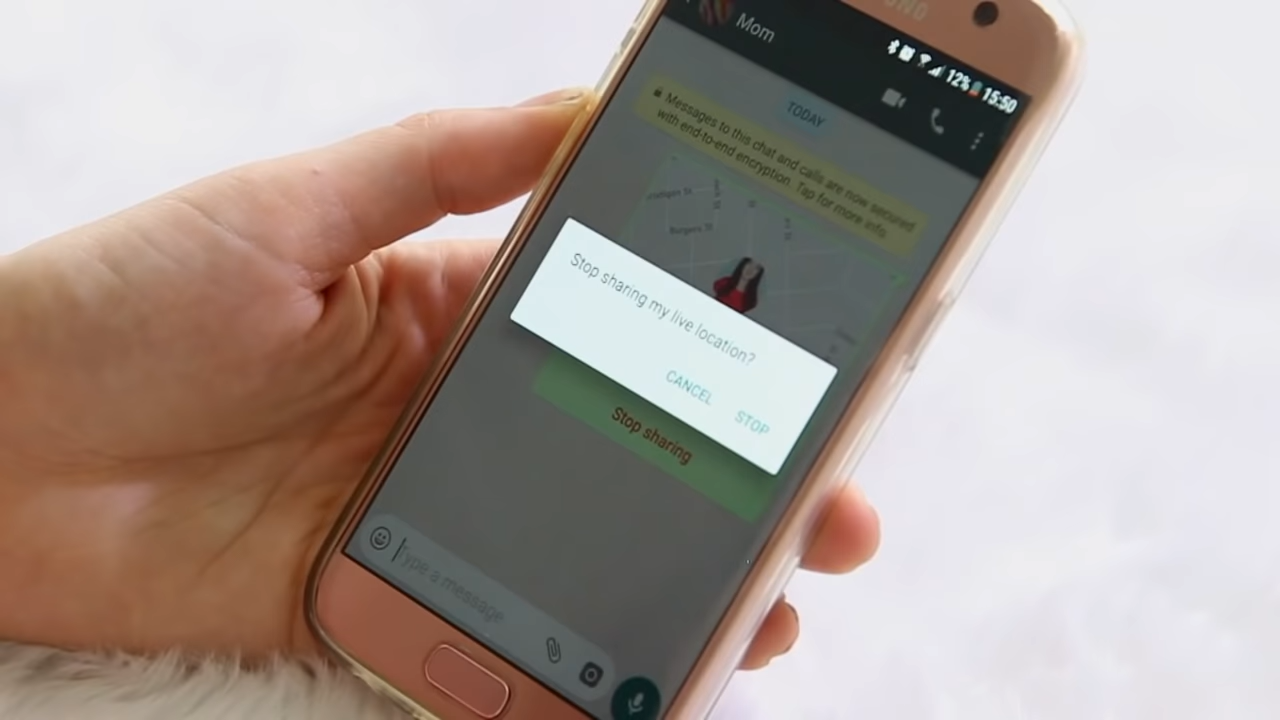 Mom
12% 15:50
TODAY
Messages to this chat and calls are now secured
with end-to-end encryption. Tap for more info.
Burgers St
Stop sharing my live location?
CANCEL STOP
Stop sharing
Type a message